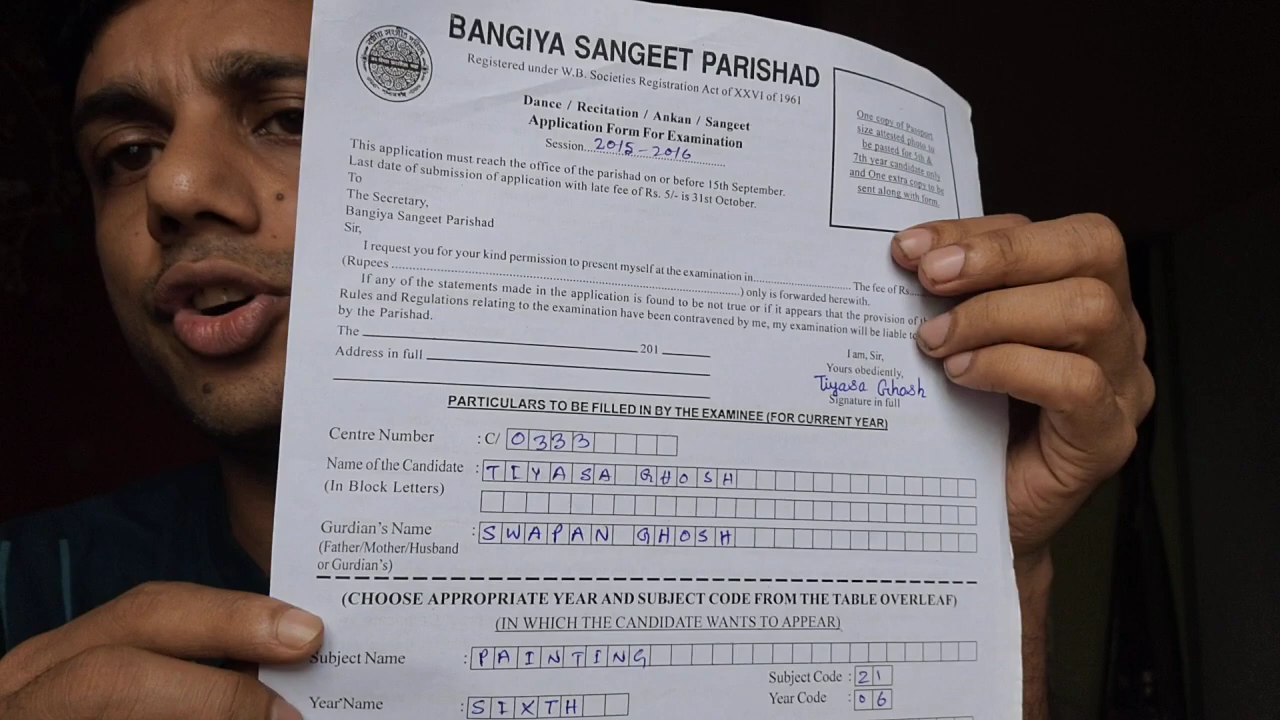 BANGIYA SANGEET PARISHAD
Registered under W.B. Societies Registration Act of XXVI of 1961
Dance / Recitation / Ankan / Sangeet
Application Form For Examination
Session 2015-2016
One copy of Passport
size attested photo to
be pasted for 5th &
7th year candidate only
and One extra copy to be
sent along with form.
This application must reach the office of the parishad on or before 15th September.
Last date of submission of application with late fee of Rs. 5/- is 31st October.
To
The Secretary,
Bangiya Sangeet Parishad
Sir,
I request you for your kind permission to present myself at the examination in.................... The fee of Rs.....
(Rupees ....................) only is forwarded herewith.
If any of the statements made in the application is found to be not true or if it appears that the provision of
Rules and Regulations relating to the examination have been contravened by me, my examination will be liable
by the Parishad.
The ____________ 201 ____
Address in full ____________
I am, Sir,
Yours obediently,
Tiyasa Ghosh
Signature in full
PARTICULARS TO BE FILLED IN BY THE EXAMINEE (FOR CURRENT YEAR)
Centre Number : C/ 0333
Name of the Candidate : TIYASA GHOSH
(In Block Letters)
Gurdian's Name : SWAPAN GHOSH
(Father/Mother/Husband
or Gurdian's)
(CHOOSE APPROPRIATE YEAR AND SUBJECT CODE FROM THE TABLE OVERLEAF)
(IN WHICH THE CANDIDATE WANTS TO APPEAR)
Subject Name : PAINTING
Subject Code : 21
Year Name : SIXTH
Year Code : 06